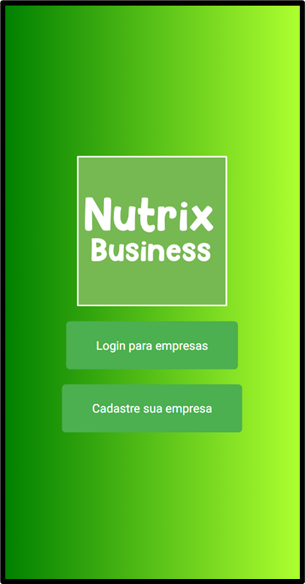 Nutrix
Business
Login para empresas
Cadastre sua empresa